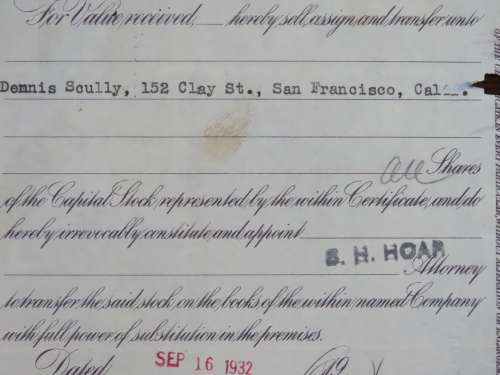 For Value received, hereby sell, assign and transfer unto
Dennis Scully, 152 Clay St., San Francisco, Calif.
all Shares
of the Capital Stock represented by the within Certificate, and do
hereby irrevocably constitute and appoint
S. H. HOAR
Attorney
to transfer the said stock on the books of the within named Company
with full power of substitution in the premises.
Dated SEP 16 1932 19